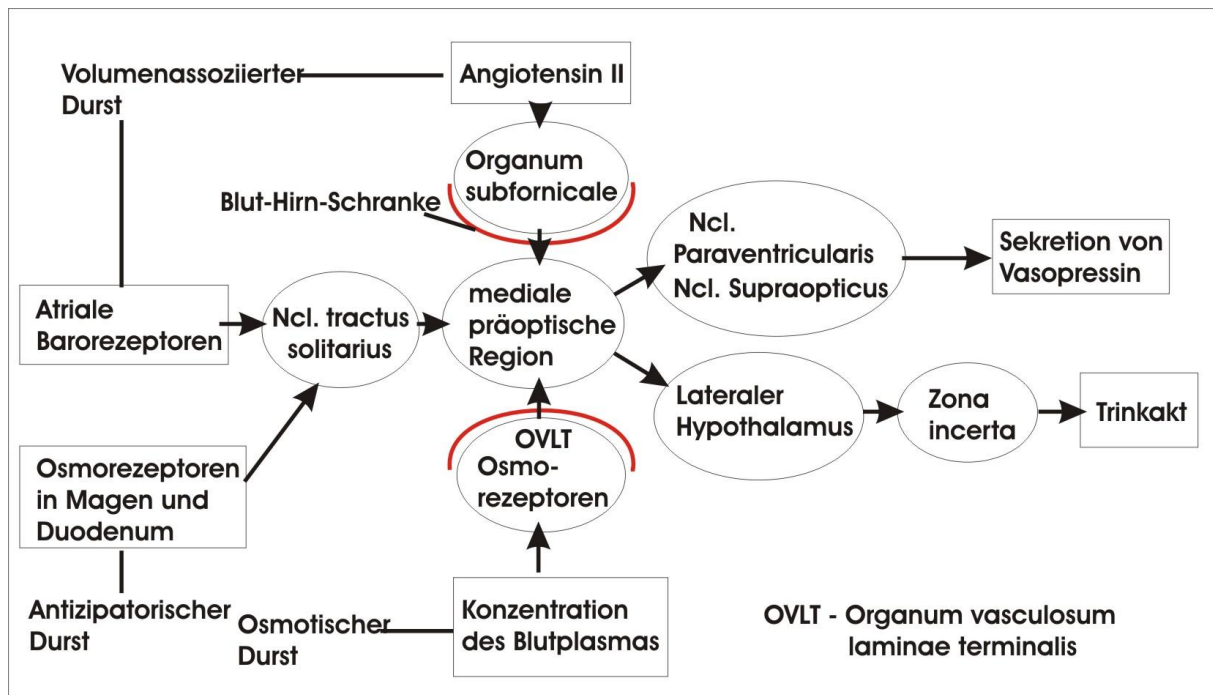 Volumenassoziierter
Durst
Angiotensin II
Organum
subfornicale
Blut-Hirn-Schranke
Ncl.
Paraventricularis
Ncl. Supraopticus
Sekretion von
Vasopressin
Atriale
Barorezeptoren
Ncl. tractus
solitarius
mediale
präoptische
Region
Lateraler
Hypothalamus
Zona
incerta
Trinkakt
OVLT
Osmo-
rezeptoren
Osmorezeptoren
in Magen und
Duodenum
Antizipatorischer
Durst
Osmotischer
Durst
Konzentration
des Blutplasmas
OVLT - Organum vasculosum
laminae terminalis